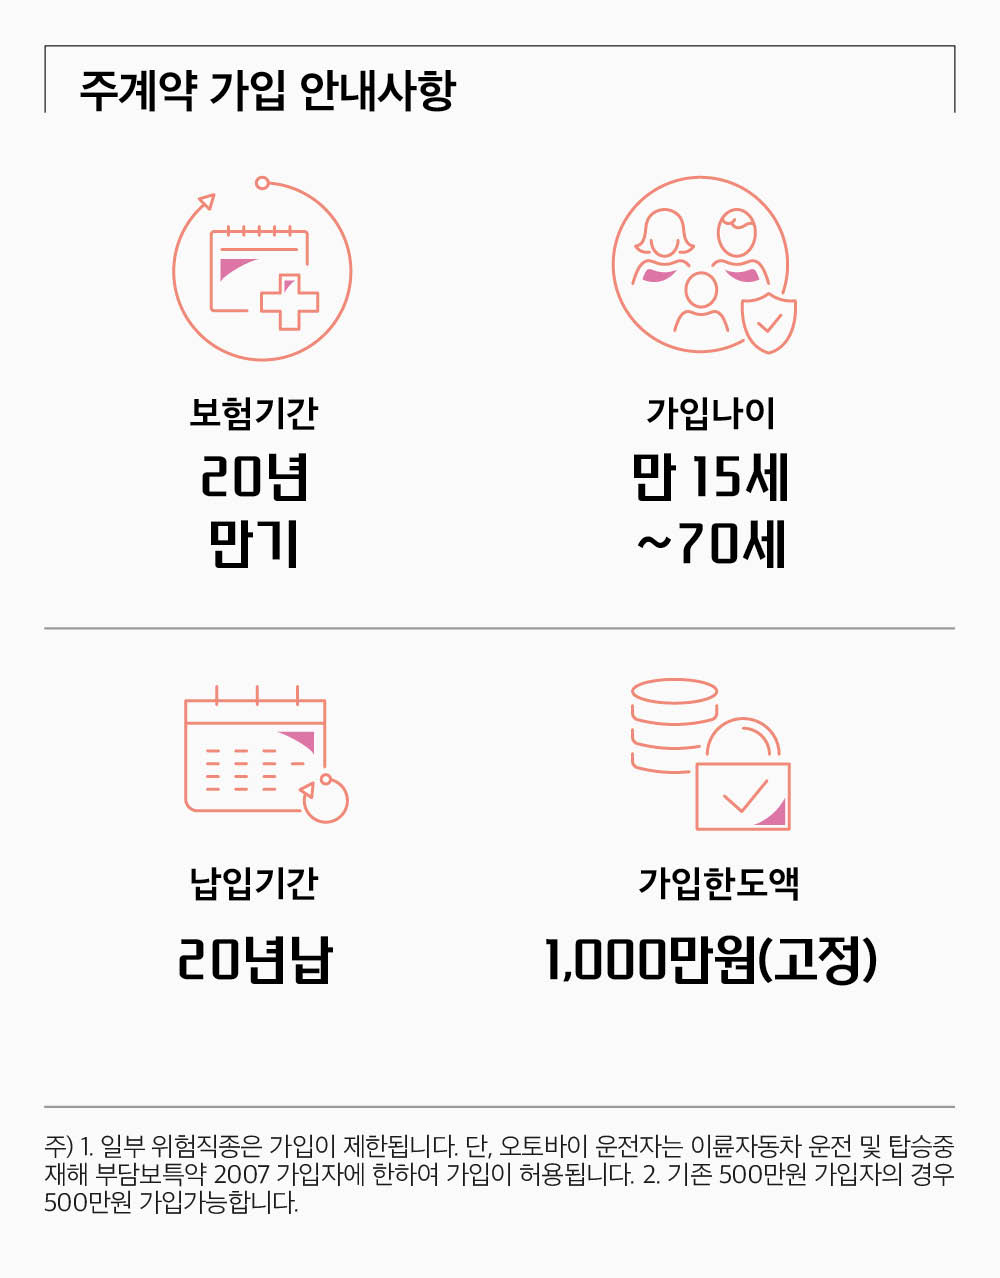 주계약 가입 안내사항
보험기간
20년
만기
가입나이
만 15세
~70세
납입기간
20년납
가입한도액
1,000만원(고정)
주) 1. 일부 위험직종은 가입이 제한됩니다. 단, 오토바이 운전자는 이륜자동차 운전 및 탑승중
재해 부담보특약 2007 가입자에 한하여 가입이 허용됩니다. 2. 기존 500만원 가입자의 경우
500만원 가입가능합니다.